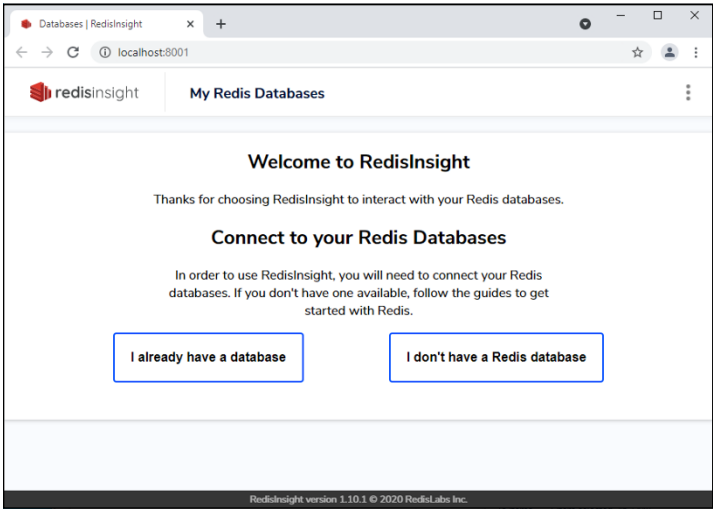 Databases | RedisInsight
localhost:8001
redisinsight
My Redis Databases
Welcome to RedisInsight
Thanks for choosing RedisInsight to interact with your Redis databases.
Connect to your Redis Databases
In order to use RedisInsight, you will need to connect your Redis
databases. If you don't have one available, follow the guides to get
started with Redis.
I already have a database
I don't have a Redis database
RedisInsight version 1.10.1 © 2020 RedisLabs Inc.